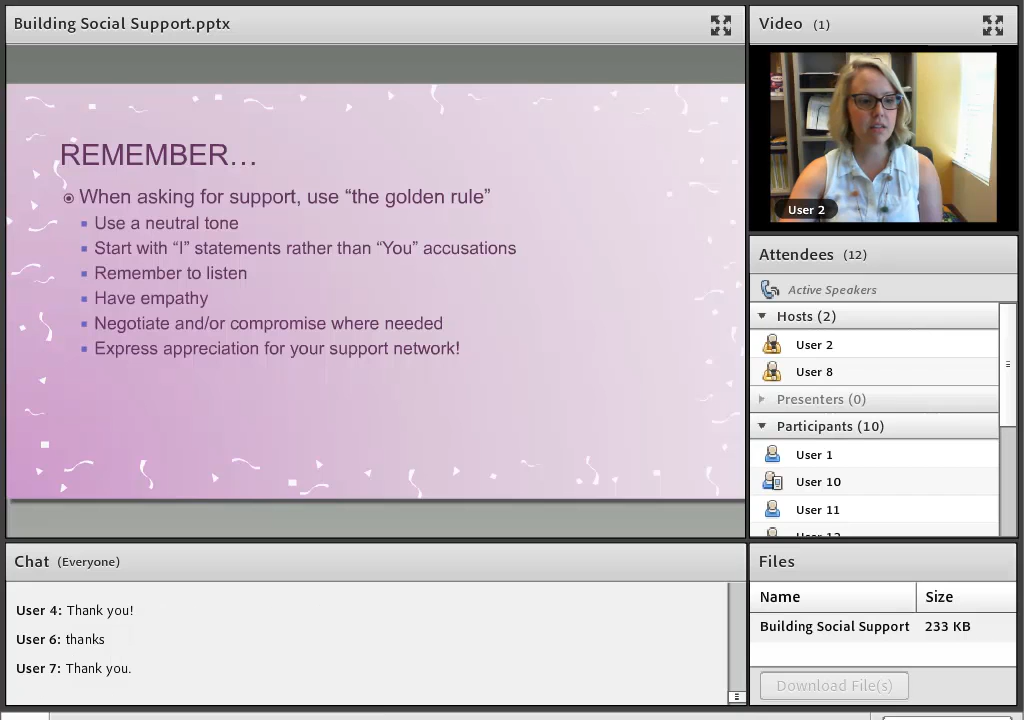 Building Social Support.pptx
REMEMBER…
When asking for support, use “the golden rule”
Use a neutral tone
Start with “I” statements rather than “You” accusations
Remember to listen
Have empathy
Negotiate and/or compromise where needed
Express appreciation for your support network!
Video (1)
User 2
Attendees (12)
Active Speakers
Hosts (2)
User 2
User 8
Presenters (0)
Participants (10)
User 1
User 10
User 11
Chat (Everyone)
User 4: Thank you!
User 6: thanks
User 7: Thank you.
Files
Name Size
Building Social Support 233 KB
Download File(s)